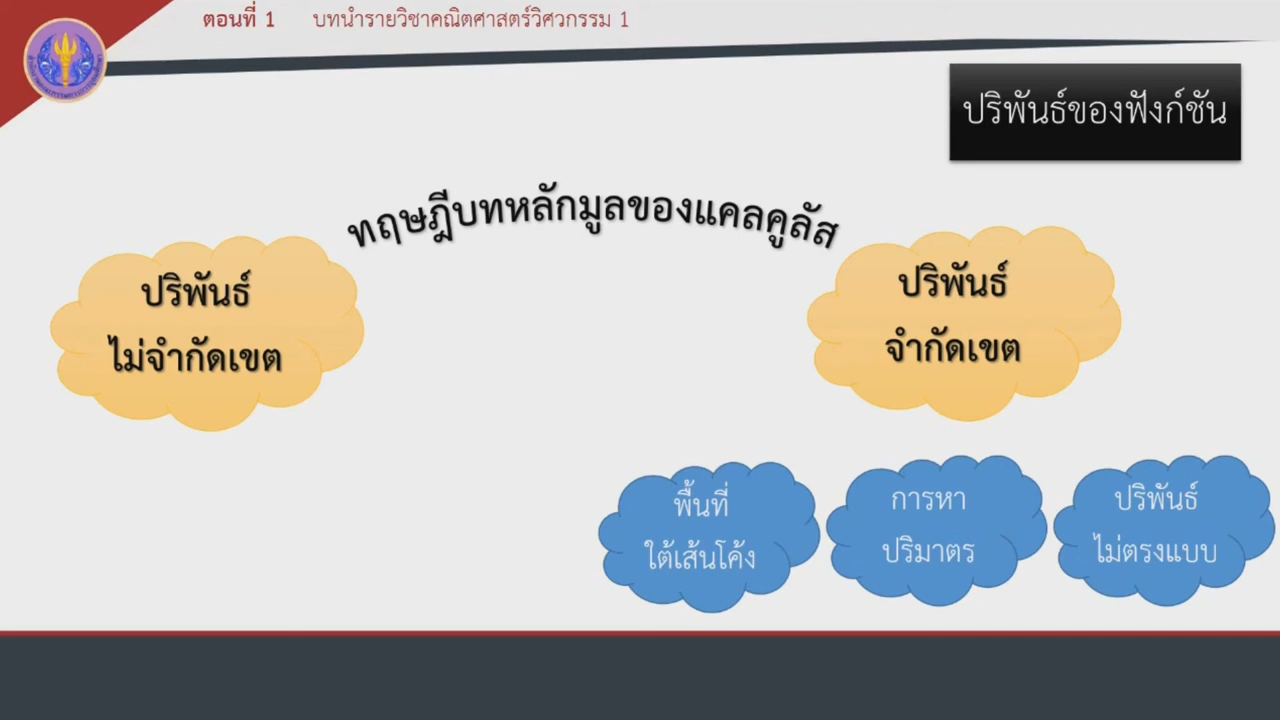 ตอนที่ 1 บทนำรายวิชาคณิตศาสตร์วิศวกรรม 1
ปริพันธ์ของฟังก์ชัน
ทฤษฎีบทหลักมูลของแคลคูลัส
ปริพันธ์
ไม่จำกัดเขต
ปริพันธ์
จำกัดเขต
พื้นที่
ใต้เส้นโค้ง
การหา
ปริมาตร
ปริพันธ์
ไม่ตรงแบบ